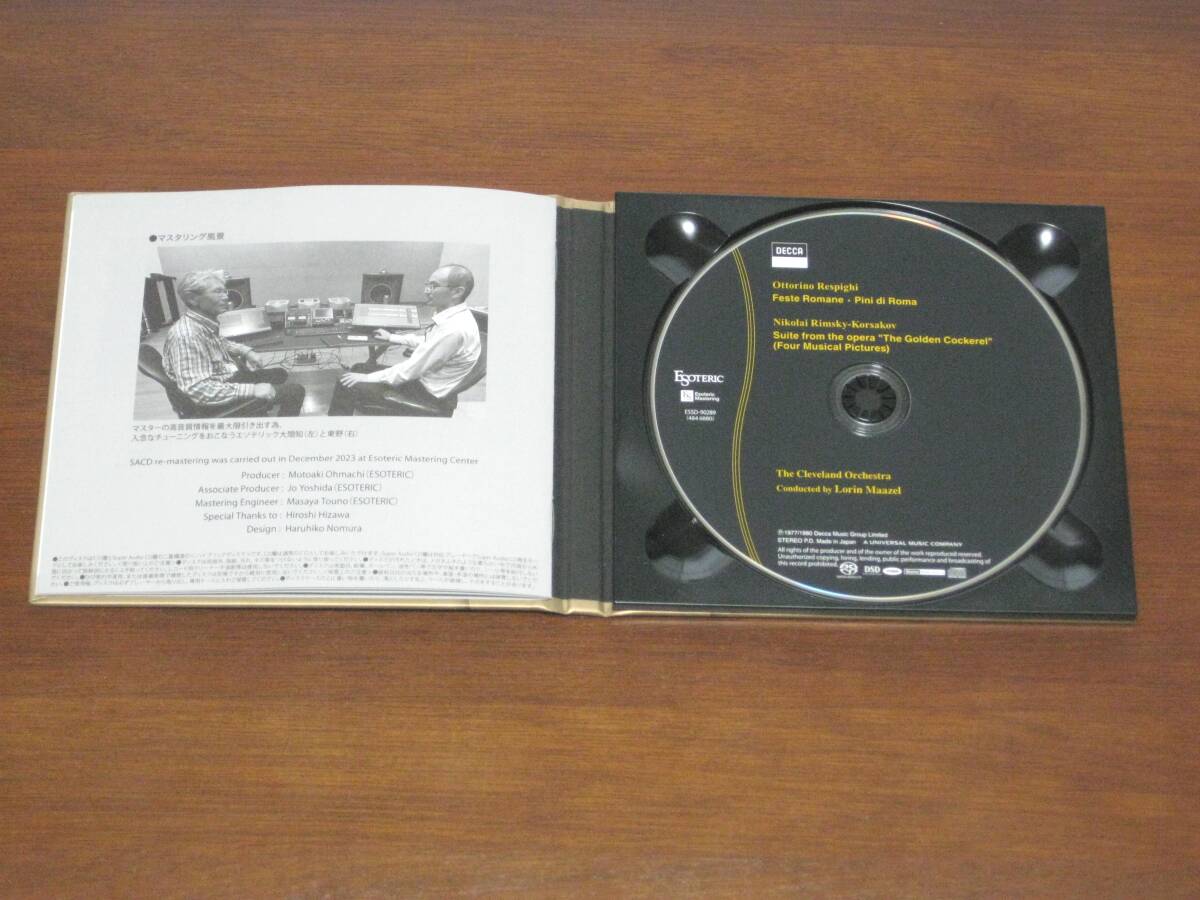 ●マスタリング風景
マスターの高音質情報を最大限引き出す為、
入念なチューニングをおこなうエソテリック大間知(左)と東野(右)
SACD re-mastering was carried out in December 2023 at Esoteric Mastering Center
Producer : Motoaki Ohmachi (ESOTERIC)
Associate Producer : Jo Yoshida (ESOTERIC)
Mastering Engineer : Masaya Touno (ESOTERIC)
Special Thanks to : Hiroshi Hizawa
Design : Haruhiko Nomura
DECCA
Ottorino Respighi
Feste Romane • Pini di Roma
Nikolai Rimsky-Korsakov
Suite from the opera "The Golden Cockerel"
(Four Musical Pictures)
ESOTERIC
Esoteric
Mastering
ESSD-90289
(484 6880)
The Cleveland Orchestra
Conducted by Lorin Maazel
℗ 1977/1980 Decca Music Group Limited
STEREO P.D. Made in Japan A UNIVERSAL MUSIC COMPANY
All rights of the producer and of the owner of the work reproduced reserved.
Unauthorized copying, hiring, lending, public performance and broadcasting of
this record prohibited.
DSD